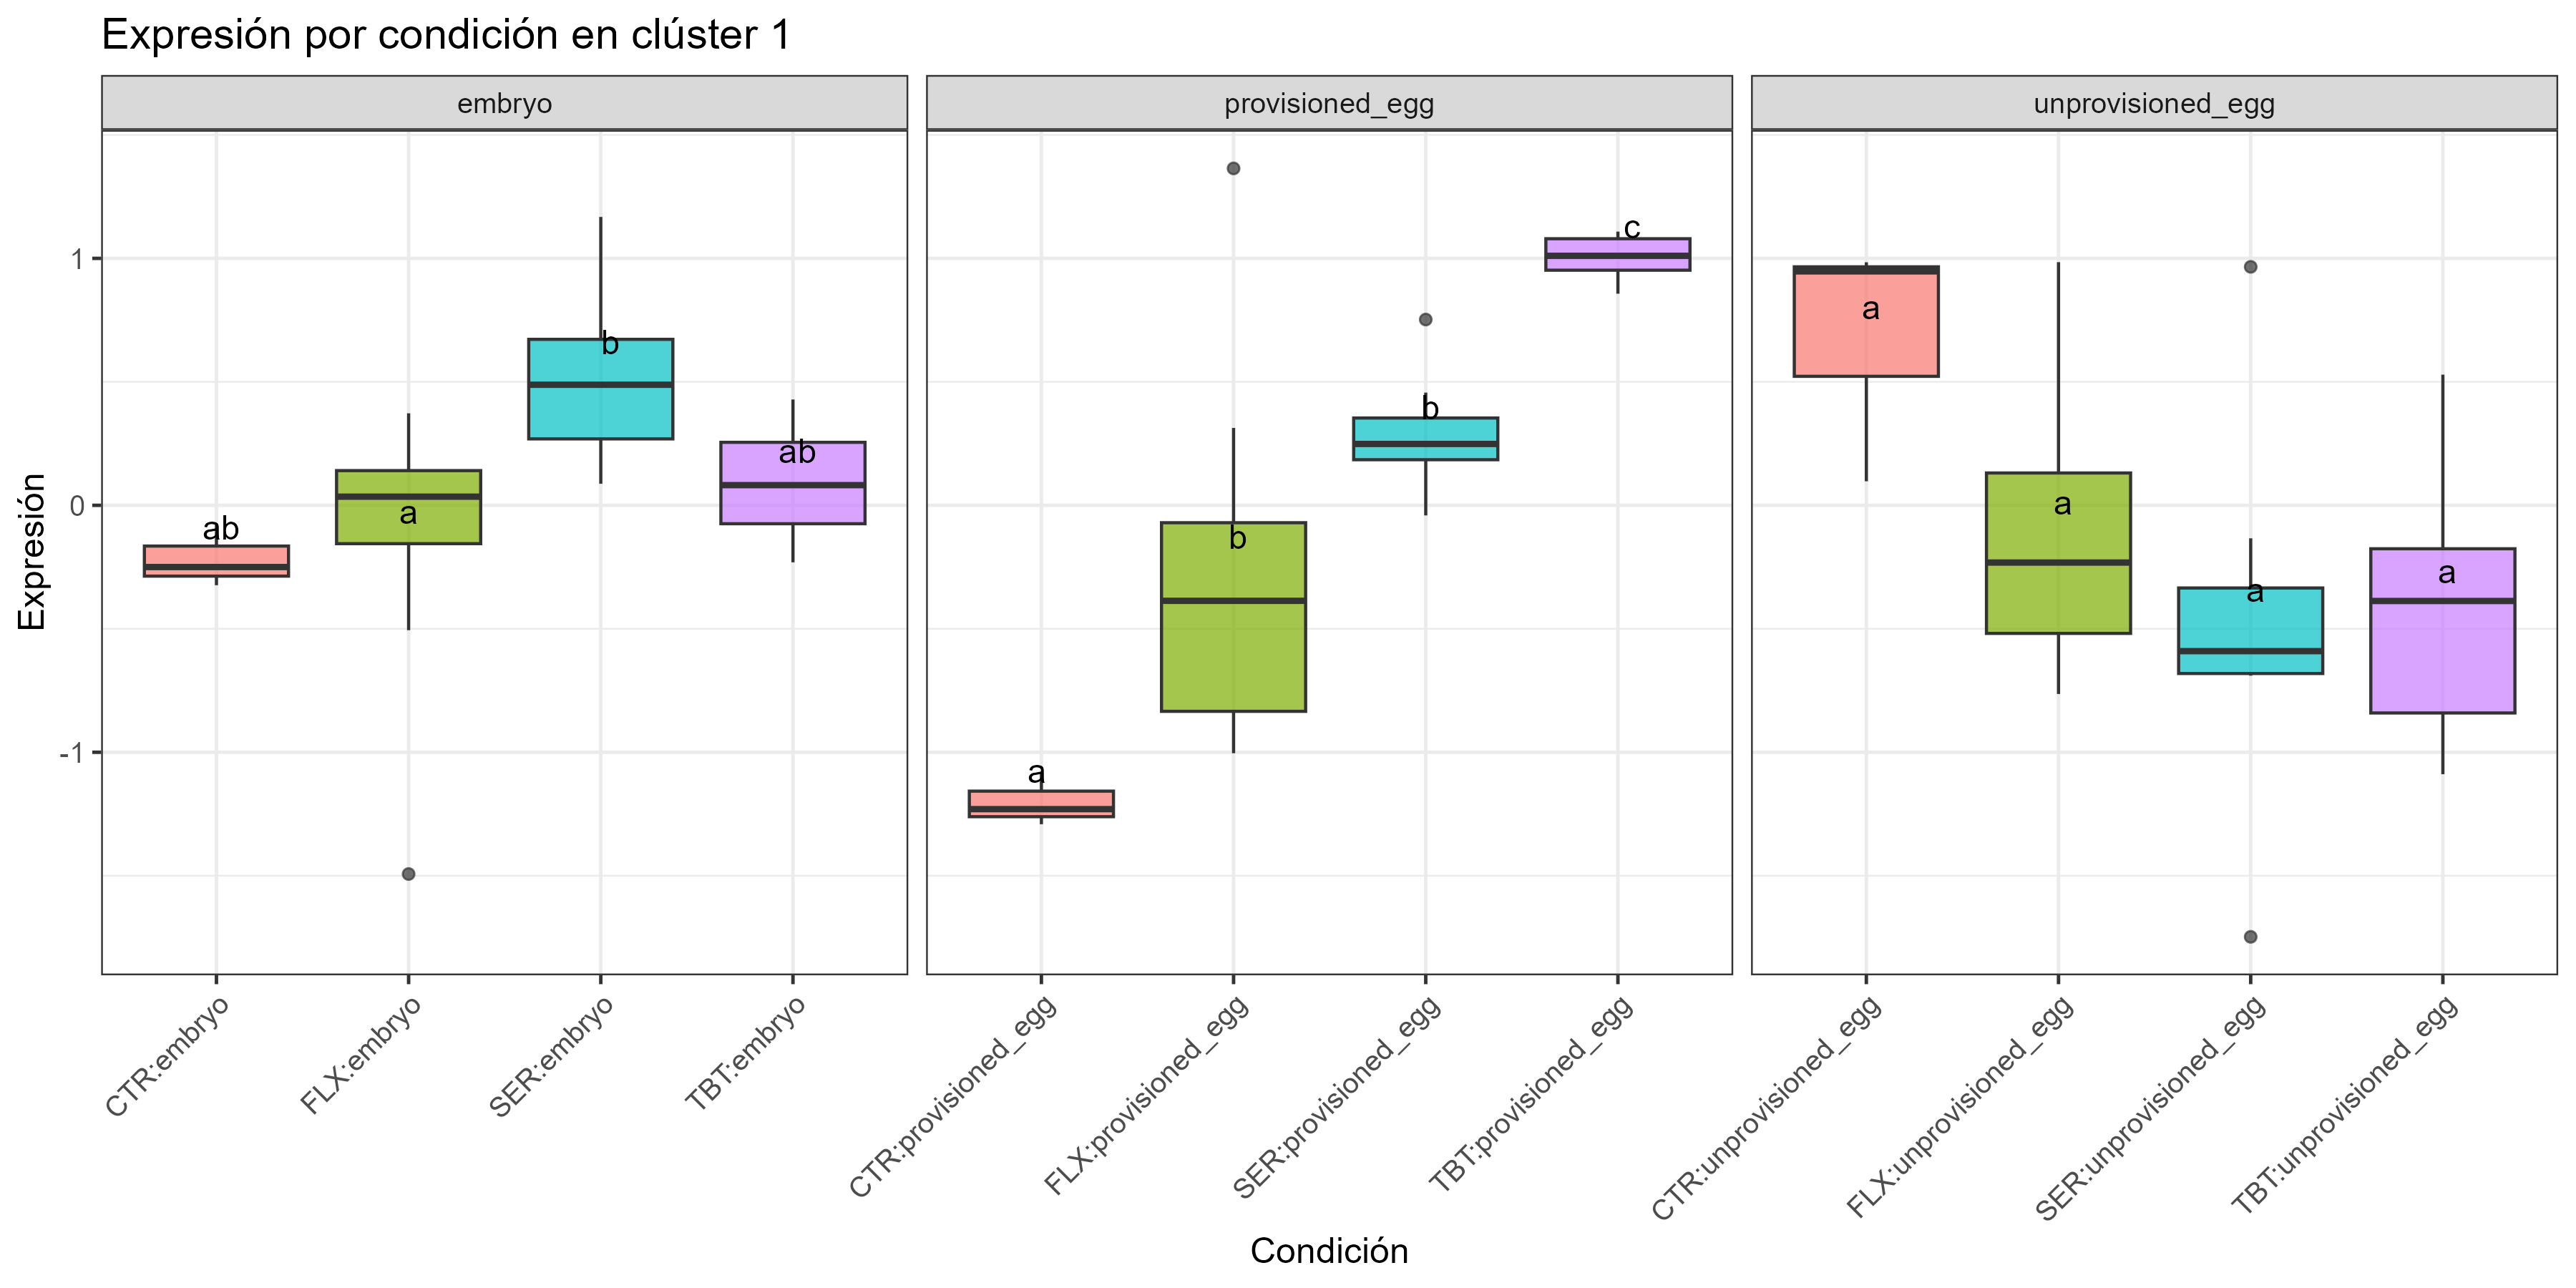 Expresión por condición en clúster 1
embryo
provisioned_egg
unprovisioned_egg
Expresión
1
0
-1
ab
a
b
ab
a
b
b
c
a
a
a
a
CTR:embryo
FLX:embryo
SER:embryo
TBT:embryo
CTR:provisioned_egg
FLX:provisioned_egg
SER:provisioned_egg
TBT:provisioned_egg
CTR:unprovisioned_egg
FLX:unprovisioned_egg
SER:unprovisioned_egg
TBT:unprovisioned_egg
Condición